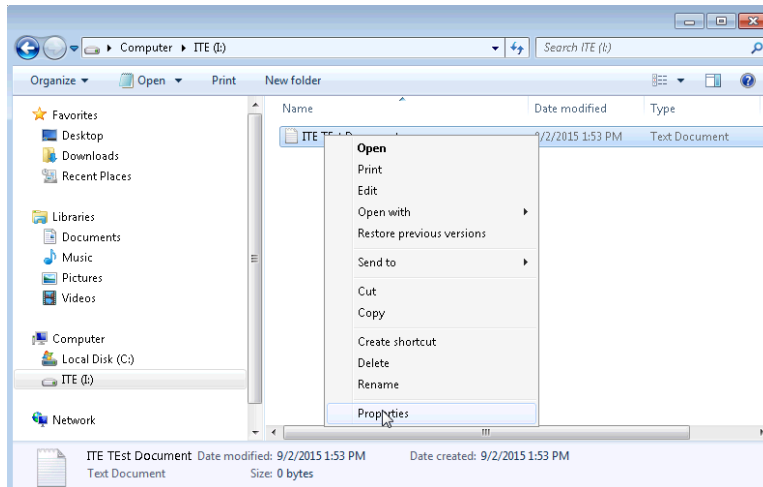 Computer ▸ ITE (I:)
Search ITE (I:)
Organize Open Print New folder
Favorites
Desktop
Downloads
Recent Places
Libraries
Documents
Music
Pictures
Videos
Computer
Local Disk (C:)
ITE (I:)
Network
Name Date modified Type
ITE 9/2/2015 1:53 PM Text Document
Open
Print
Edit
Open with
Restore previous versions
Send to
Cut
Copy
Create shortcut
Delete
Rename
Properties
ITE TEst Document Date modified: 9/2/2015 1:53 PM Date created: 9/2/2015 1:53 PM
Text Document Size: 0 bytes